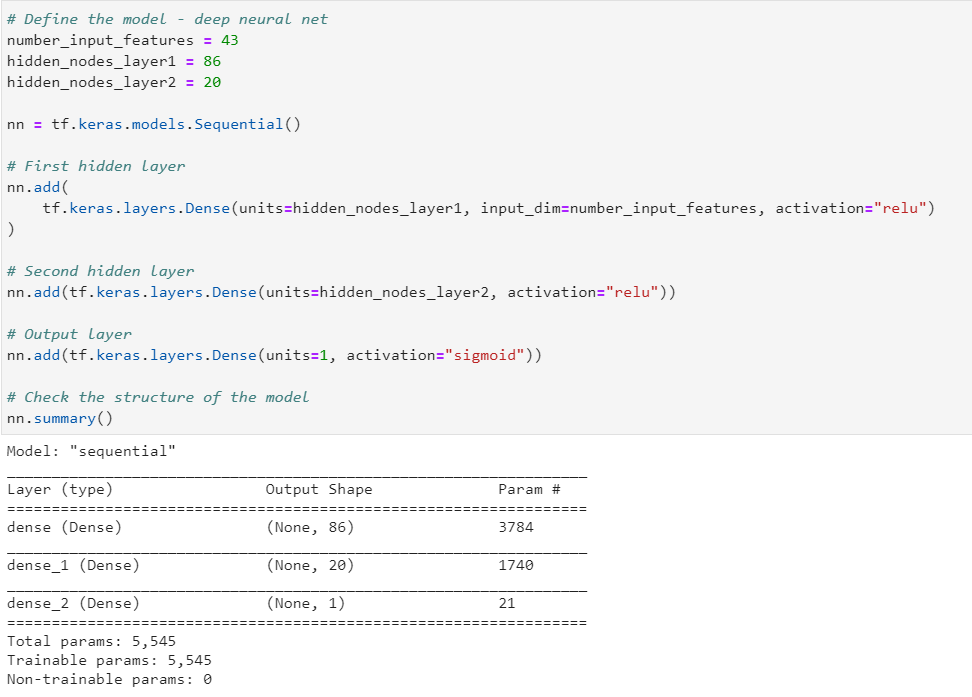 # Define the model - deep neural net
number_input_features = 43
hidden_nodes_layer1 = 86
hidden_nodes_layer2 = 20
nn = tf.keras.models.Sequential()
# First hidden layer
nn.add(
    tf.keras.layers.Dense(units=hidden_nodes_layer1, input_dim=number_input_features, activation="relu")
)
# Second hidden layer
nn.add(tf.keras.layers.Dense(units=hidden_nodes_layer2, activation="relu"))
# Output layer
nn.add(tf.keras.layers.Dense(units=1, activation="sigmoid"))
# Check the structure of the model
nn.summary()
Model: "sequential"
_________________________________________________________________
Layer (type)                 Output Shape              Param #
=================================================================
dense (Dense)                (None, 86)                3784
_________________________________________________________________
dense_1 (Dense)              (None, 20)                1740
_________________________________________________________________
dense_2 (Dense)              (None, 1)                 21
=================================================================
Total params: 5,545
Trainable params: 5,545
Non-trainable params: 0